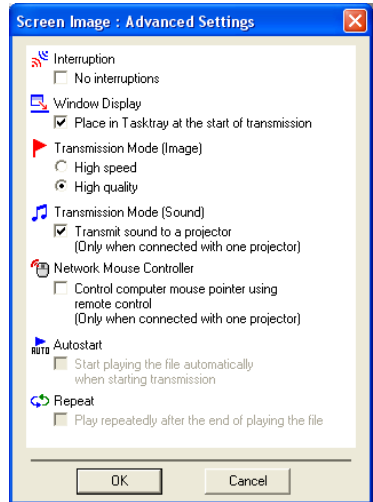 Screen Image : Advanced Settings
Interruption
No interruptions
Window Display
Place in Tasktray at the start of transmission
Transmission Mode (Image)
High speed
High quality
Transmission Mode (Sound)
Transmit sound to a projector
(Only when connected with one projector)
Network Mouse Controller
Control computer mouse pointer using
remote control
(Only when connected with one projector)
AUTO Autostart
Start playing the file automatically
when starting transmission
Repeat
Play repeatedly after the end of playing the file
OK Cancel